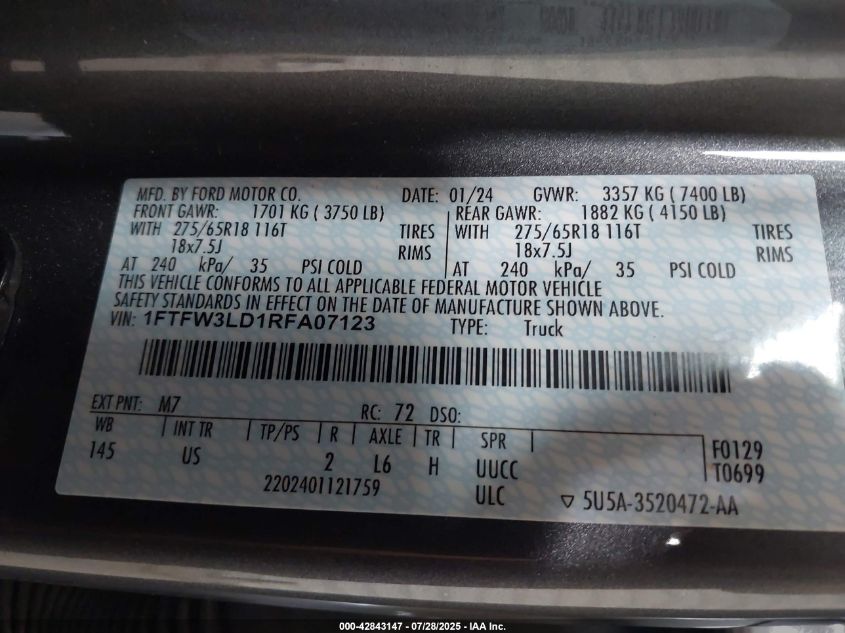 MFD. BY FORD MOTOR CO. DATE: 01/24 GVWR: 3357 KG ( 7400 LB)
FRONT GAWR: 1701 KG ( 3750 LB) REAR GAWR: 1882 KG ( 4150 LB)
WITH 275/65R18 116T TIRES WITH 275/65R18 116T TIRES
18x7.5J RIMS 18x7.5J RIMS
AT 240 kPa/ 35 PSI COLD AT 240 kPa/ 35 PSI COLD
THIS VEHICLE CONFORMS TO ALL APPLICABLE FEDERAL MOTOR VEHICLE
SAFETY STANDARDS IN EFFECT ON THE DATE OF MANUFACTURE SHOWN ABOVE.
VIN: 1FTFW3LD1RFA07123 TYPE: Truck
EXT PNT: M7 RC: 72 DSO:
WB INT TR TP/PS R AXLE TR SPR F0129
145 US 2 L6 H UUCC T0699
2202401121759 ULC 5U5A-3520472-AA
000-42843147 - 07/28/2025 - IAA Inc.